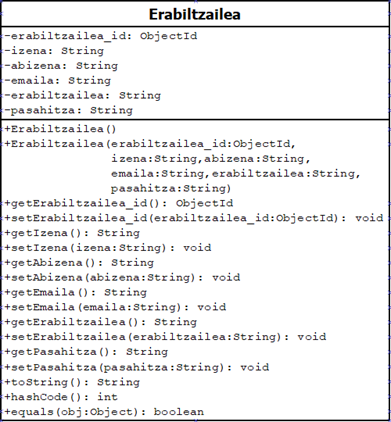 Erabiltzailea
-erabiltzailea_id: ObjectId
-izena: String
-abizena: String
-emaila: String
-erabiltzailea: String
-pasahitza: String
+Erabiltzailea()
+Erabiltzailea(erabiltzailea_id:ObjectId,
izena:String,abizena:String,
emaila:String,erabiltzailea:String,
pasahitza:String)
+getErabiltzailea_id(): ObjectId
+setErabiltzailea_id(erabiltzailea_id:ObjectId): void
+getIzena(): String
+setIzena(izena:String): void
+getAbizena(): String
+setAbizena(abizena:String): void
+getEmaila(): String
+setEmaila(emaila:String): void
+getErabiltzailea(): String
+setErabiltzailea(erabiltzailea:String): void
+getPasahitza(): String
+setPasahitza(pasahitza:String): void
+toString(): String
+hashCode(): int
+equals(obj:Object): boolean